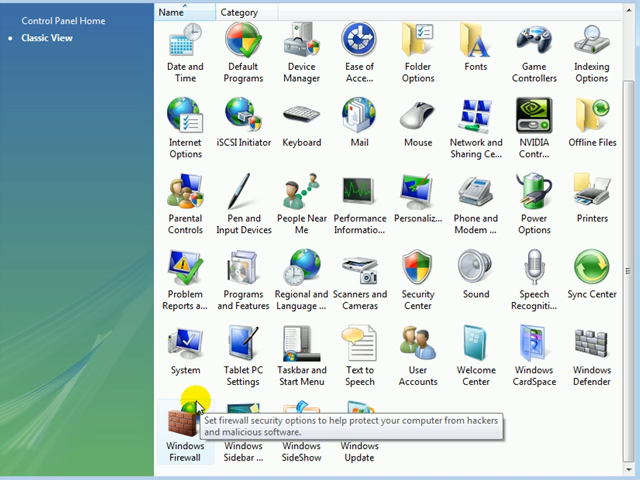 Control Panel Home
Classic View
Name Category
Date and
Time
Default
Programs
Device
Manager
Ease of
Acce...
Folder
Options
Fonts
Game
Controllers
Indexing
Options
Internet
Options
iSCSI Initiator
Keyboard
Mail
Mouse
Network and
Sharing Ce...
NVIDIA
Contr...
Offline Files
Parental
Controls
Pen and
Input Devices
People Near
Me
Performance
Informatio...
Personaliz...
Phone and
Modem ...
Power
Options
Printers
Problem
Reports a...
Programs
and Features
Regional and
Language ...
Scanners and
Cameras
Security
Center
Sound
Speech
Recogniti...
Sync Center
System
Tablet PC
Settings
Taskbar and
Start Menu
Text to
Speech
User
Accounts
Welcome
Center
Windows
CardSpace
Windows
Defender
Set firewall security options to help protect your computer from hackers
and malicious software.
Windows
Firewall
Windows
Sidebar ...
Windows
SideShow
Windows
Update